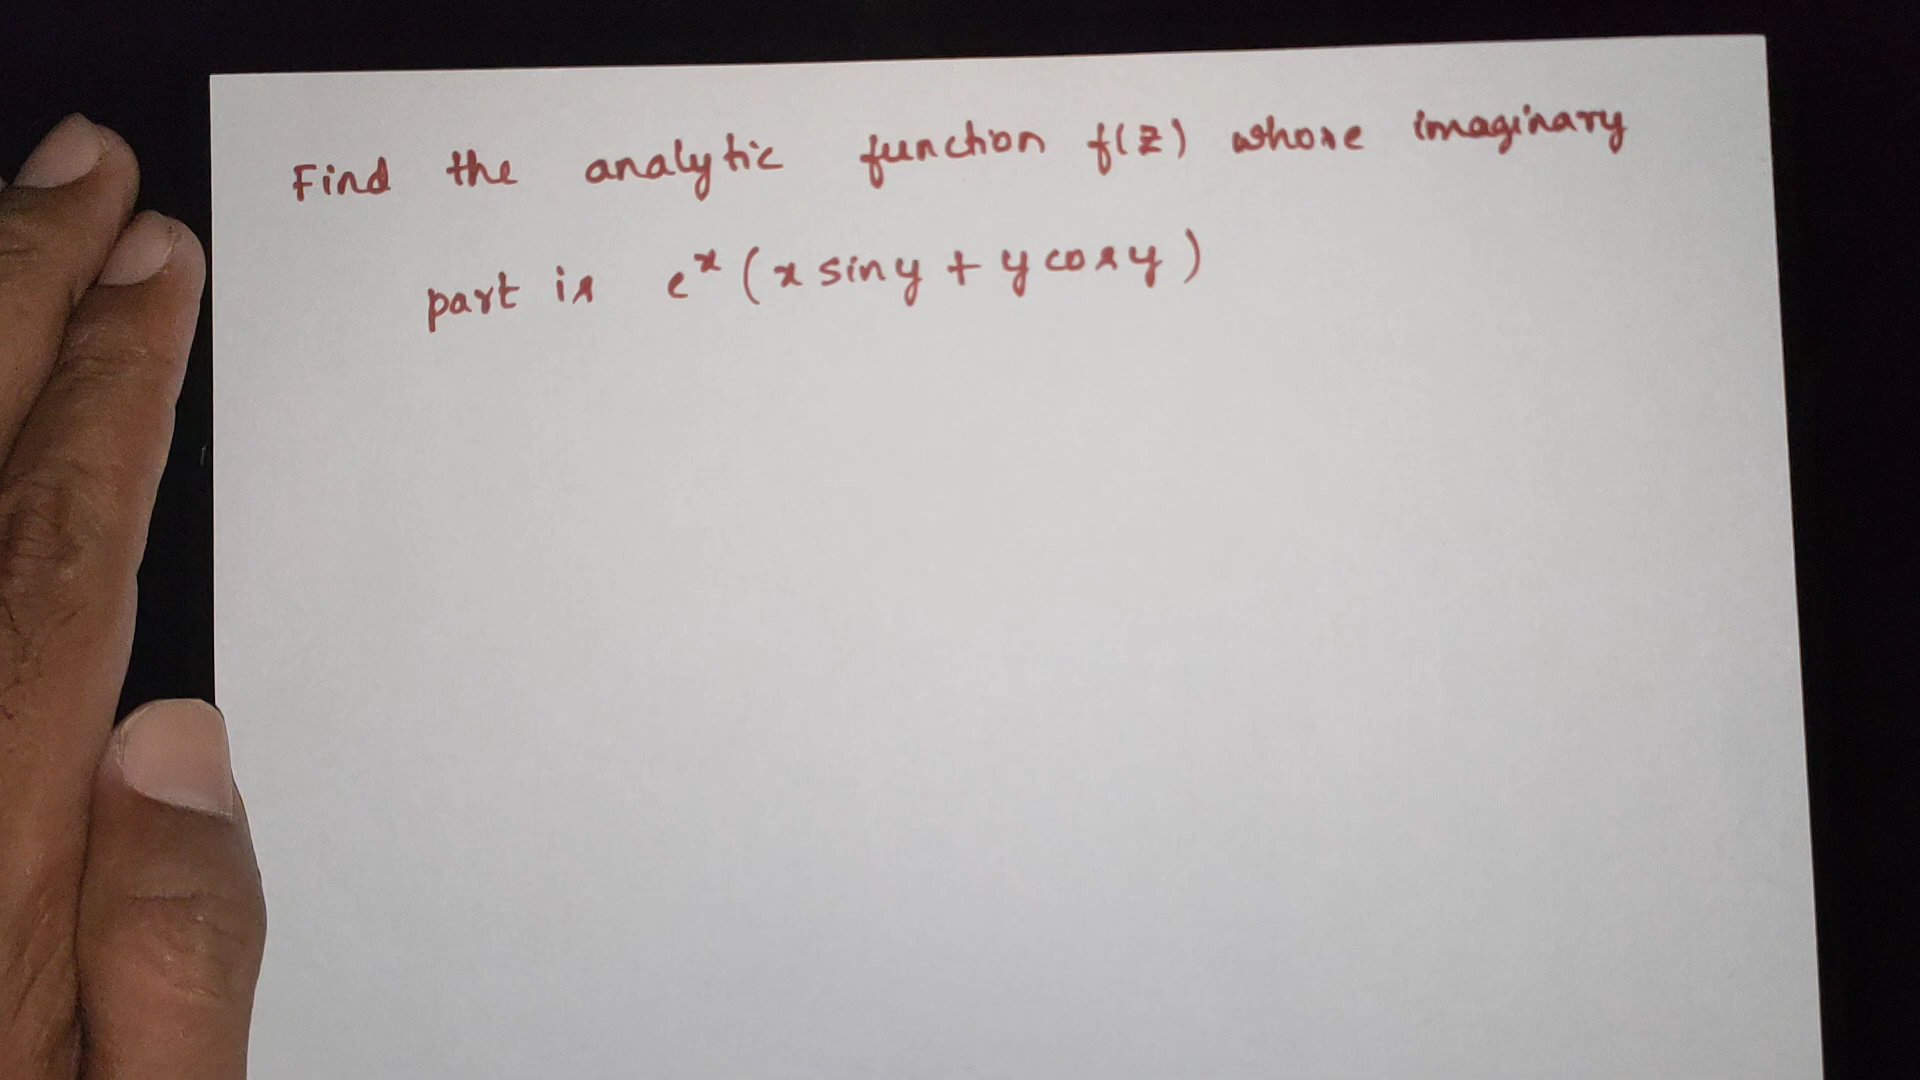 Find the analytic function f(z) whose imaginary
part is e^x (x sin y + y cos y)